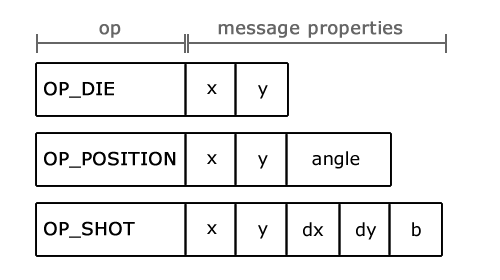 op message properties
OP_DIE x y
OP_POSITION x y angle
OP_SHOT x y dx dy b